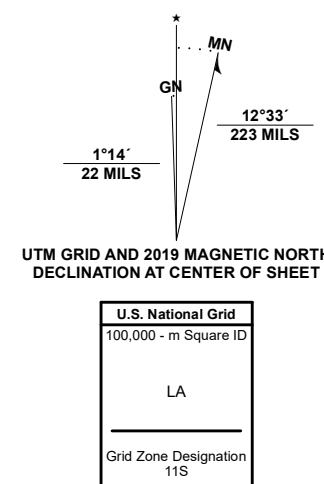 MN
GN
12°33´
223 MILS
1°14´
22 MILS
UTM GRID AND 2019 MAGNETIC NORTH
DECLINATION AT CENTER OF SHEET
U.S. National Grid
100,000 - m Square ID
LA
Grid Zone Designation
11S